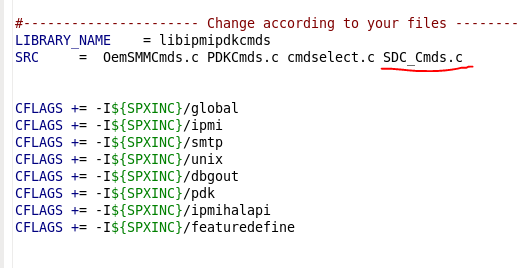 #---------------------- Change according to your files --------
LIBRARY_NAME    = libipmipdkcmds
SRC     =  OemSMMCmds.c PDKCmds.c cmdselect.c SDC_Cmds.c
CFLAGS += -I${SPXINC}/global
CFLAGS += -I${SPXINC}/ipmi
CFLAGS += -I${SPXINC}/smtp
CFLAGS += -I${SPXINC}/unix
CFLAGS += -I${SPXINC}/dbgout
CFLAGS += -I${SPXINC}/pdk
CFLAGS += -I${SPXINC}/ipmihalapi
CFLAGS += -I${SPXINC}/featuredefine